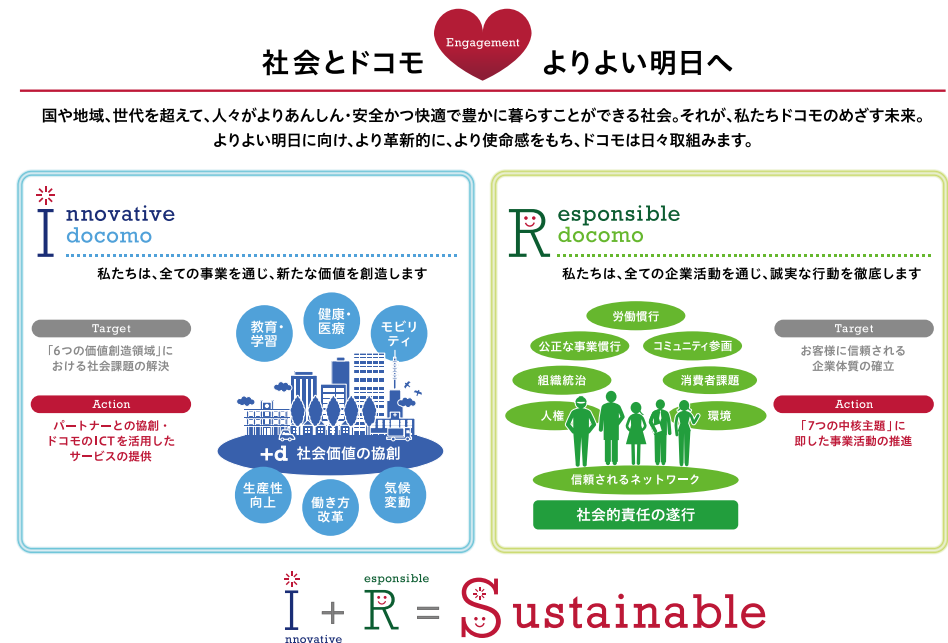 社会とドコモ Engagement よりよい明日へ
国や地域、世代を超えて、人々がよりあんしん・安全かつ快適で豊かに暮らすことができる社会。それが、私たちドコモのめざす未来。
よりよい明日に向け、より革新的に、より使命感をもち、ドコモは日々取組みます。
Innovative
docomo
私たちは、全ての事業を通じ、新たな価値を創造します
Target
「6つの価値創造領域」に
おける社会課題の解決
Action
パートナーとの協創・
ドコモのICTを活用した
サービスの提供
教育・
学習
健康・
医療
モビリ
ティ
+d 社会価値の協創
生産性
向上
働き方
改革
気候
変動
Responsible
docomo
私たちは、全ての企業活動を通じ、誠実な行動を徹底します
労働慣行
公正な事業慣行
コミュニティ参画
組織統治
消費者課題
人権
環境
信頼されるネットワーク
社会的責任の遂行
Target
お客様に信頼される
企業体質の確立
Action
「7つの中核主題」に
即した事業活動の推進
Innovative + Responsible = Sustainable